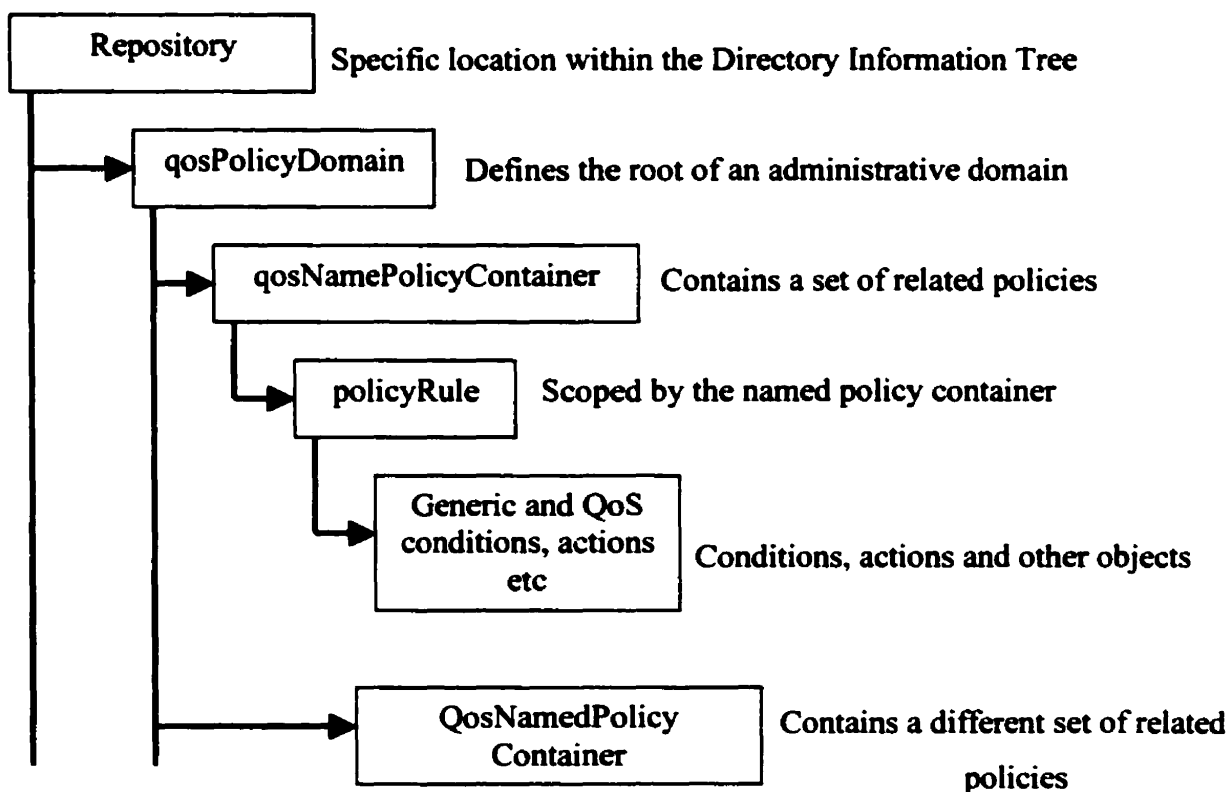 Repository
Specific location within the Directory Information Tree
qosPolicyDomain
Defines the root of an administrative domain
qosNamePolicyContainer
Contains a set of related policies
policyRule
Scoped by the named policy container
Generic and QoS
conditions, actions
etc
Conditions, actions and other objects
QosNamedPolicy
Container
Contains a different set of related
policies